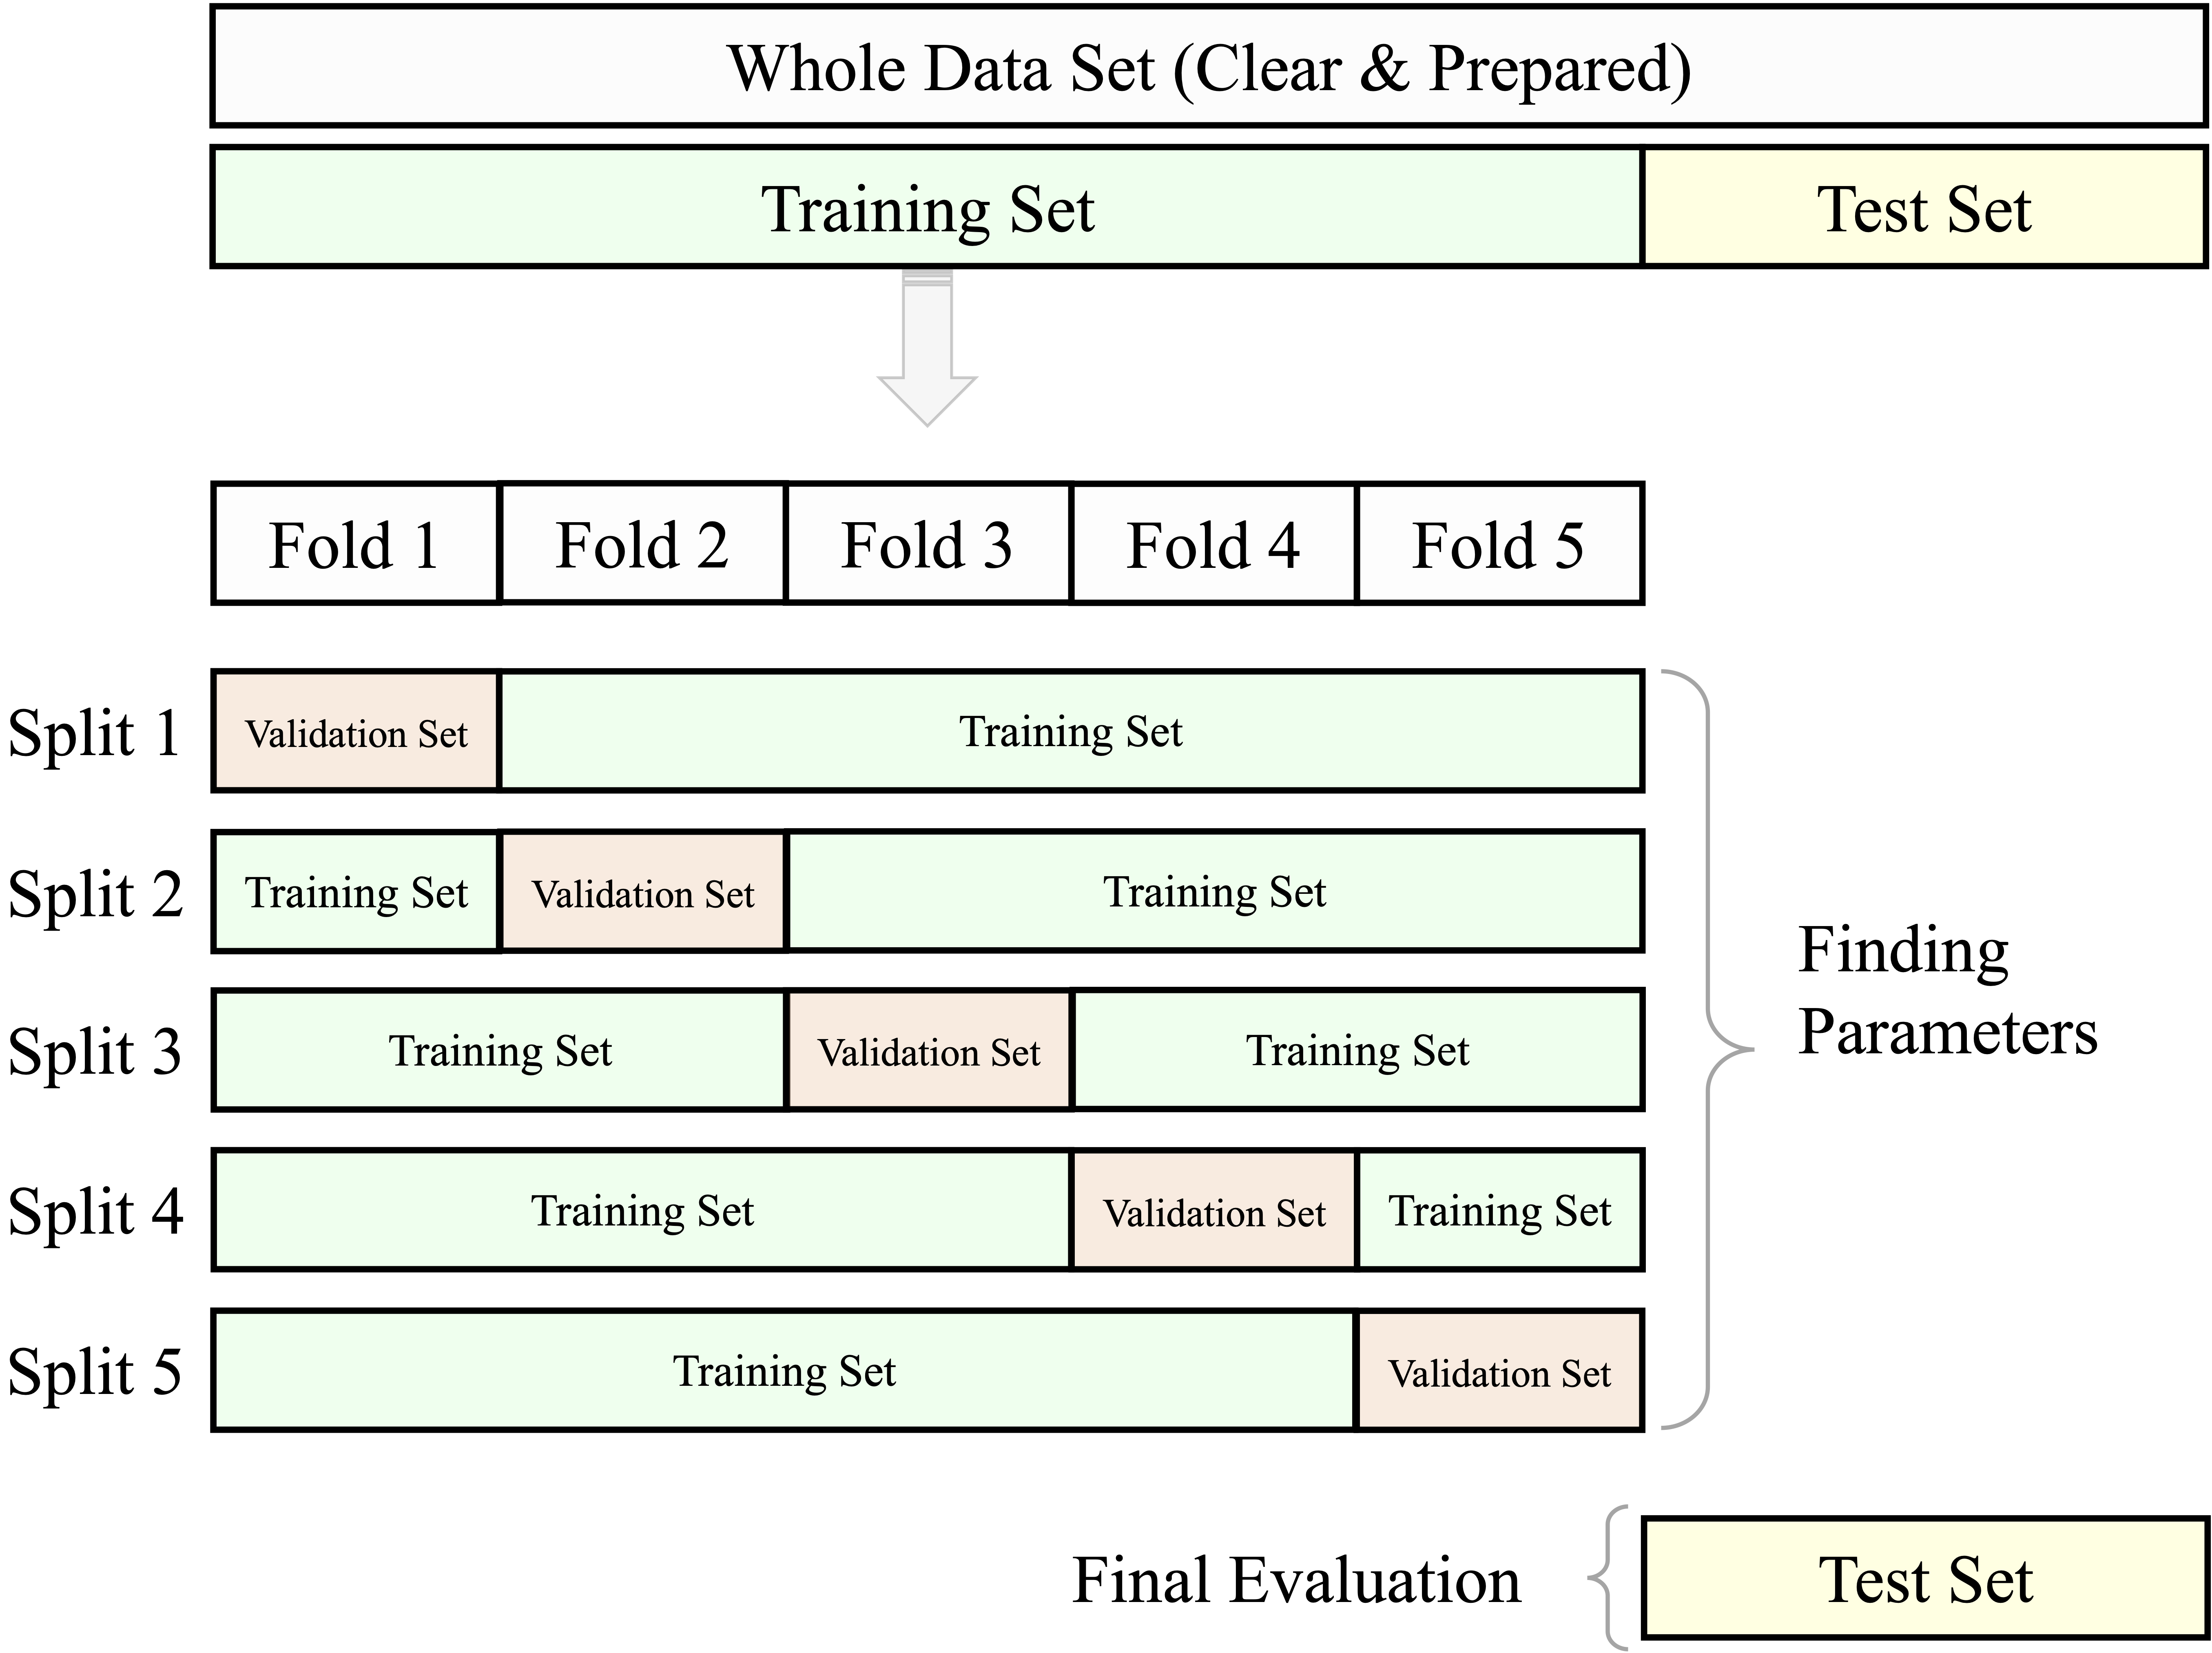 Whole Data Set (Clear & Prepared)
Training Set
Test Set
Fold 1
Fold 2
Fold 3
Fold 4
Fold 5
Split 1
Validation Set
Training Set
Split 2
Training Set
Validation Set
Training Set
Split 3
Training Set
Validation Set
Training Set
Split 4
Training Set
Validation Set
Training Set
Split 5
Training Set
Validation Set
Finding
Parameters
Final Evaluation
Test Set